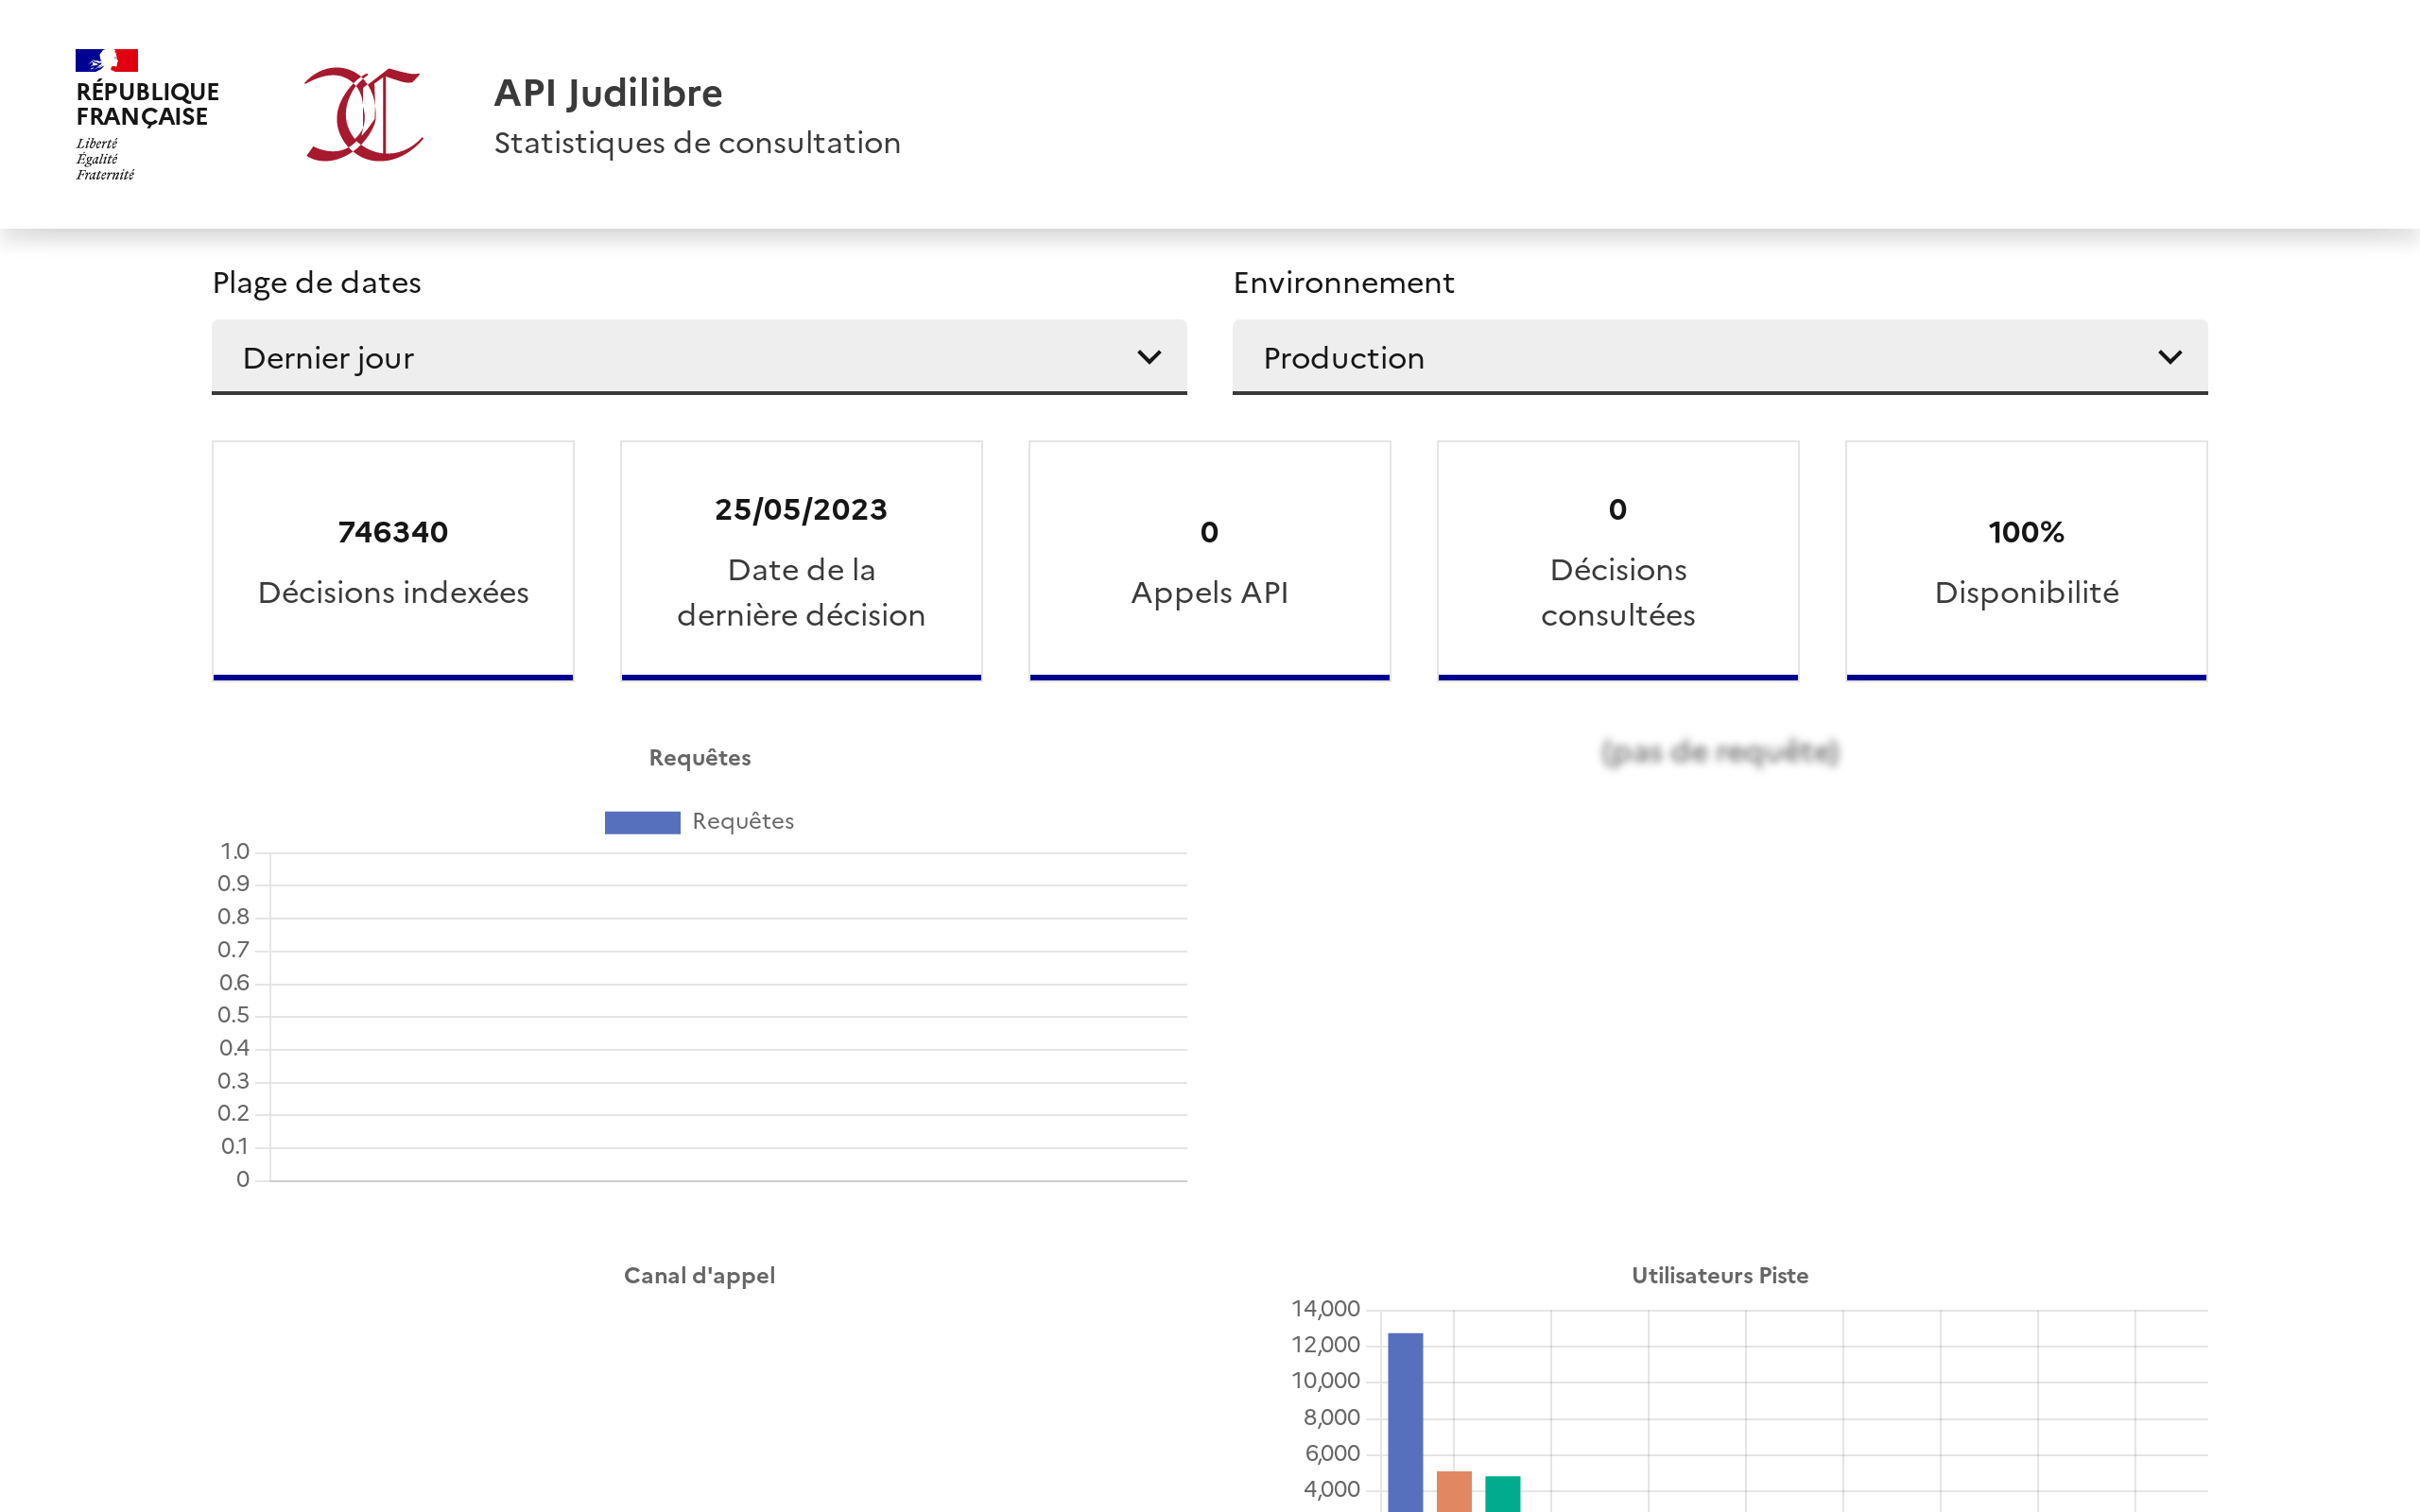 RÉPUBLIQUE
FRANÇAISE
Liberté
Égalité
Fraternité
API Judilibre
Statistiques de consultation
Plage de dates
Dernier jour
Environnement
Production
746340
Décisions indexées
25/05/2023
Date de la
dernière décision
0
Appels API
0
Décisions
consultées
100%
Disponibilité
Requêtes
Requêtes
1.0
0.9
0.8
0.7
0.6
0.5
0.4
0.3
0.2
0.1
0
(pas de requête)
Canal d'appel
Utilisateurs Piste
14,000
12,000
10,000
8,000
6,000
4,000